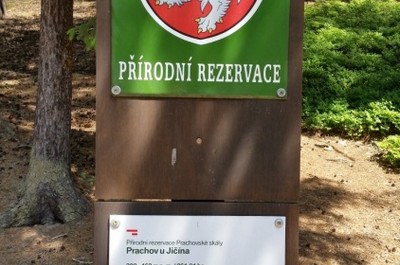 PŘÍRODNÍ REZERVACE
Přírodní rezervace Prachovské skály
Prachov u Jičína